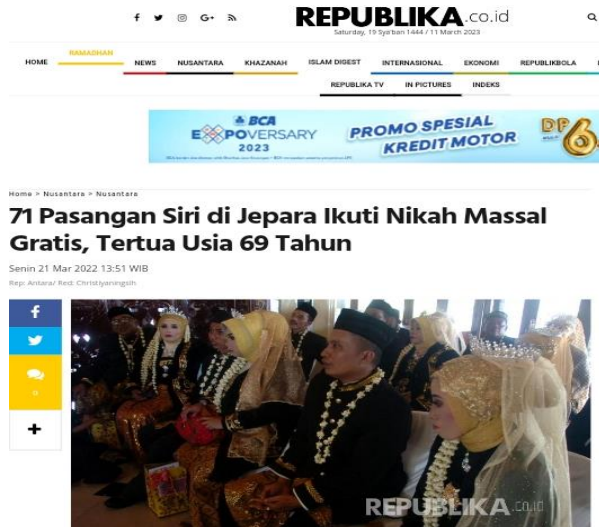 G+
REPUBLIKA.co.id
Saturday, 19 Sya'ban 1444 / 11 March 2023
HOME RAMADHAN NEWS NUSANTARA KHAZANAH ISLAM DIGEST INTERNASIONAL EKONOMI REPUBLIKBOLA
REPUBLIKA TV IN PICTURES INDEKS
BCA
EXPOVERSARY
2023
PROMO SPESIAL
KREDIT MOTOR
DP
6
Home > Nusantara > Nusantara
71 Pasangan Siri di Jepara Ikuti Nikah Massal
Gratis, Tertua Usia 69 Tahun
Senin 21 Mar 2022 13:51 WIB
Rep: Antara/ Red: Christiyaningsih
0
REPUBLIKA.co.id